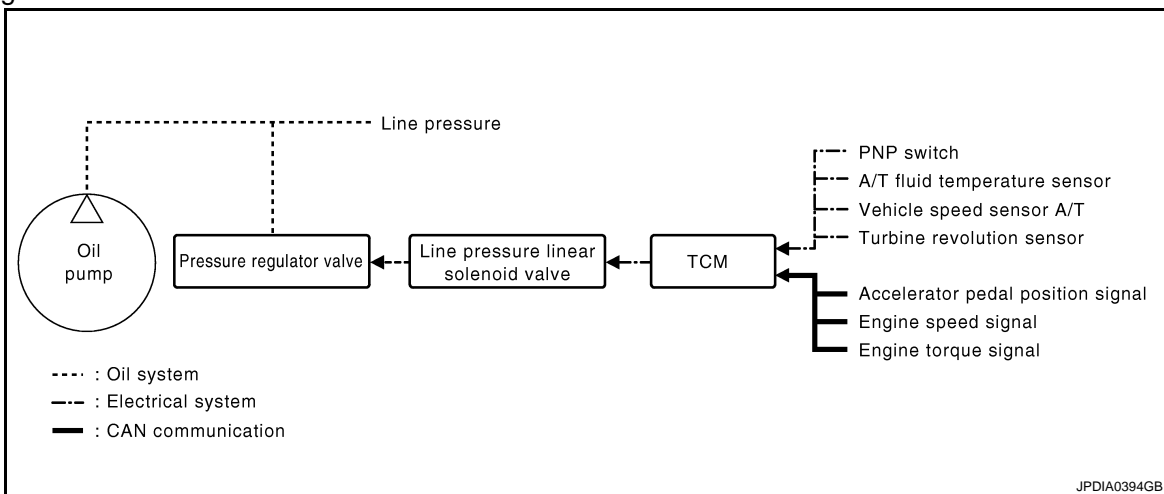 g
Line pressure
PNP switch
A/T fluid temperature sensor
Vehicle speed sensor A/T
Turbine revolution sensor
Oil
pump
Pressure regulator valve
Line pressure linear
solenoid valve
TCM
Accelerator pedal position signal
Engine speed signal
Engine torque signal
: Oil system
: Electrical system
: CAN communication
JPDIA0394GB